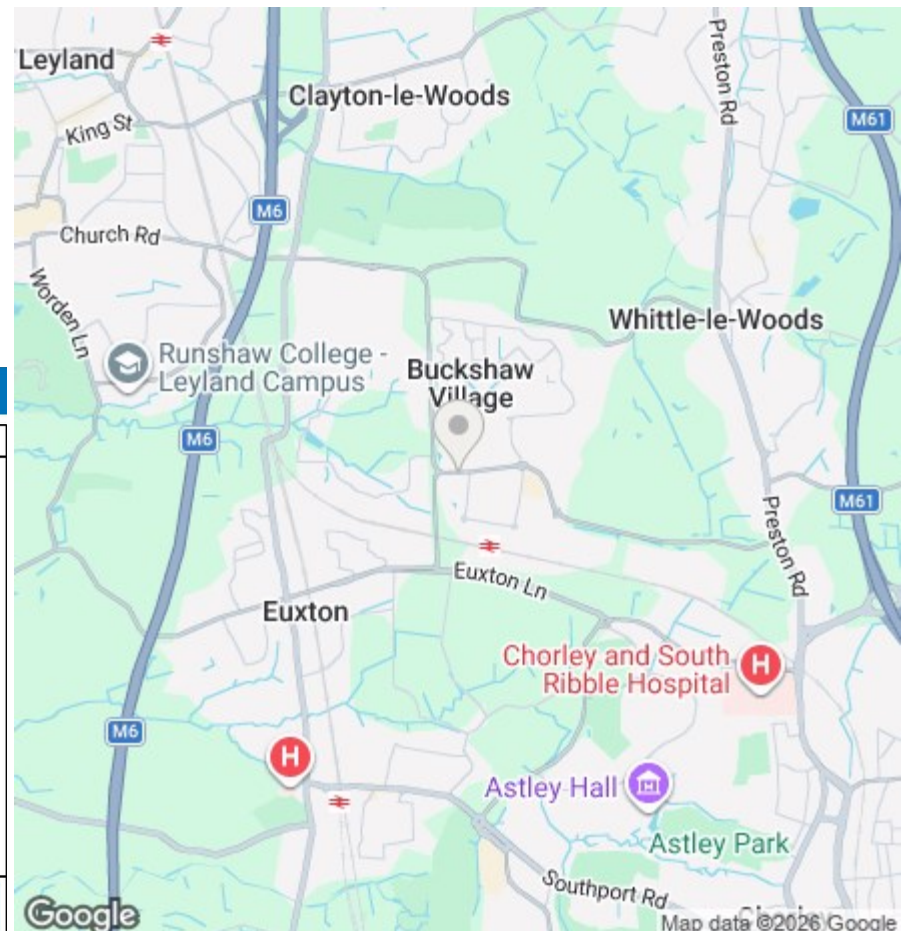 Leyland
Clayton-le-Woods
King St
Preston Rd
M61
M6
Church Rd
Worden Ln
Whittle-le-Woods
Runshaw College -
Leyland Campus
Buckshaw
Village
M6
M61
Preston Rd
Euxton Ln
Euxton
Chorley and South
Ribble Hospital
H
M6
H
Astley Hall
Astley Park
Southport Rd
Chorley
Google
Map data ©2026 Google